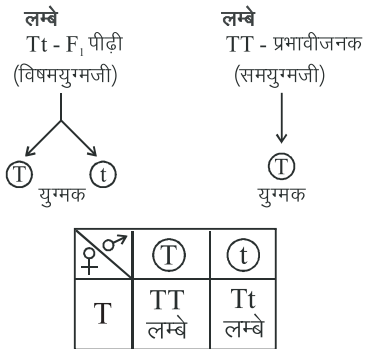 लम्बे लम्बे
Tt - F₁ पीढ़ी TT - प्रभावीजनक
(विषमयुग्मजी) (समयुग्मजी)
T t T
युग्मक युग्मक
♀ ♂ T t
T TT Tt
लम्बे लम्बे